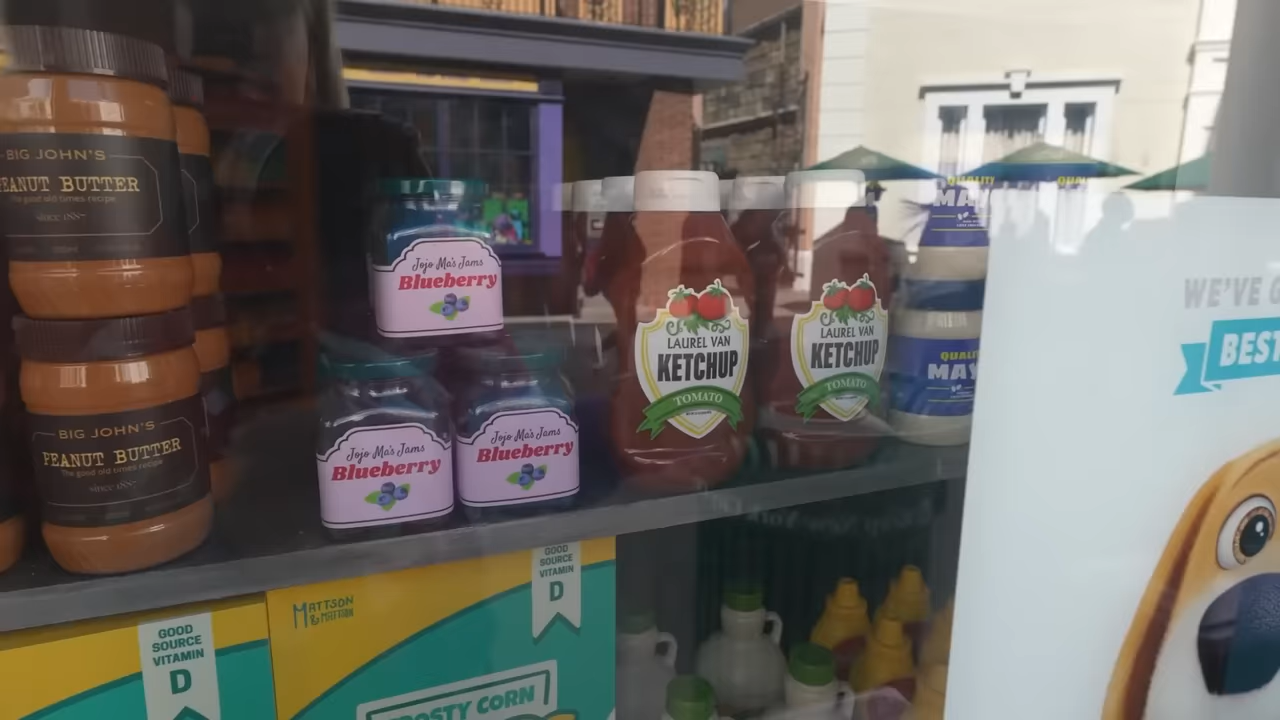 BIG JOHN'S
PEANUT BUTTER
The good old times recipe
BIG JOHN'S
PEANUT BUTTER
The good old times recipe
since 1887
Jojo Ma's Jams
Blueberry
Jojo Ma's Jams
Blueberry
Jojo Ma's Jams
Blueberry
LAUREL VAN
KETCHUP
TOMATO
LAUREL VAN
KETCHUP
TOMATO
QUALITY
MAY
QUALI
MAY
WE'VE G
BEST
GOOD
SOURCE
VITAMIN
D
MATTSON
& MATTSON
GOOD
SOURCE
VITAMIN
D
FROSTY CORN